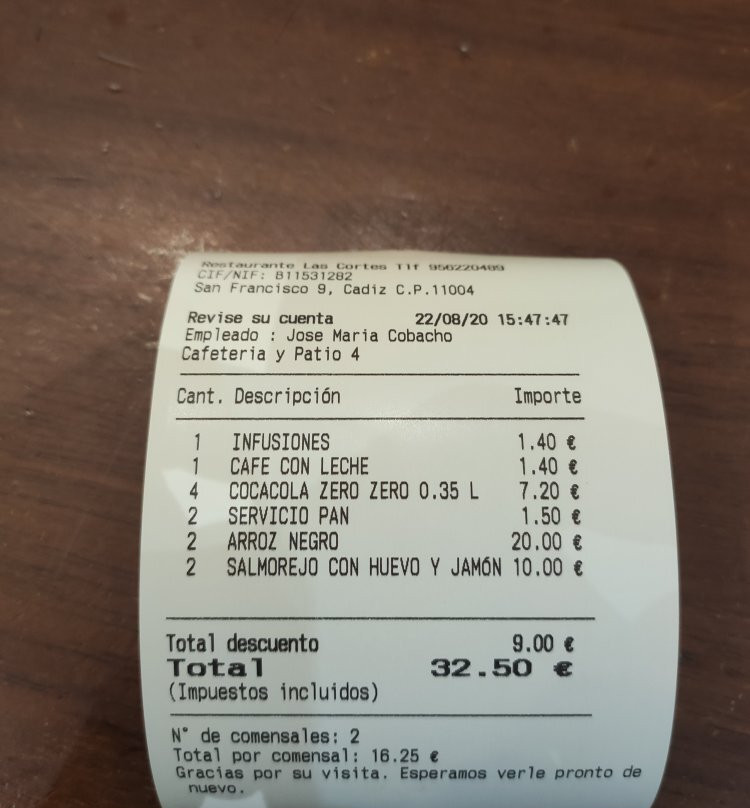 Restaurante Las Cortes Tlf 956220489
CIF/NIF: B11531282
San Francisco 9, Cadiz C.P.11004
Revise su cuenta 22/08/20 15:47:47
Empleado : Jose Maria Cobacho
Cafeteria y Patio 4
Cant. Descripción Importe
1 INFUSIONES 1.40 €
1 CAFE CON LECHE 1.40 €
4 COCACOLA ZERO ZERO 0.35 L 7.20 €
2 SERVICIO PAN 1.50 €
2 ARROZ NEGRO 20.00 €
2 SALMOREJO CON HUEVO Y JAMÓN 10.00 €
Total descuento 9.00 €
Total 32.50 €
(Impuestos incluidos)
N° de comensales: 2
Total por comensal: 16.25 €
Gracias por su visita. Esperamos verle pronto de
nuevo.